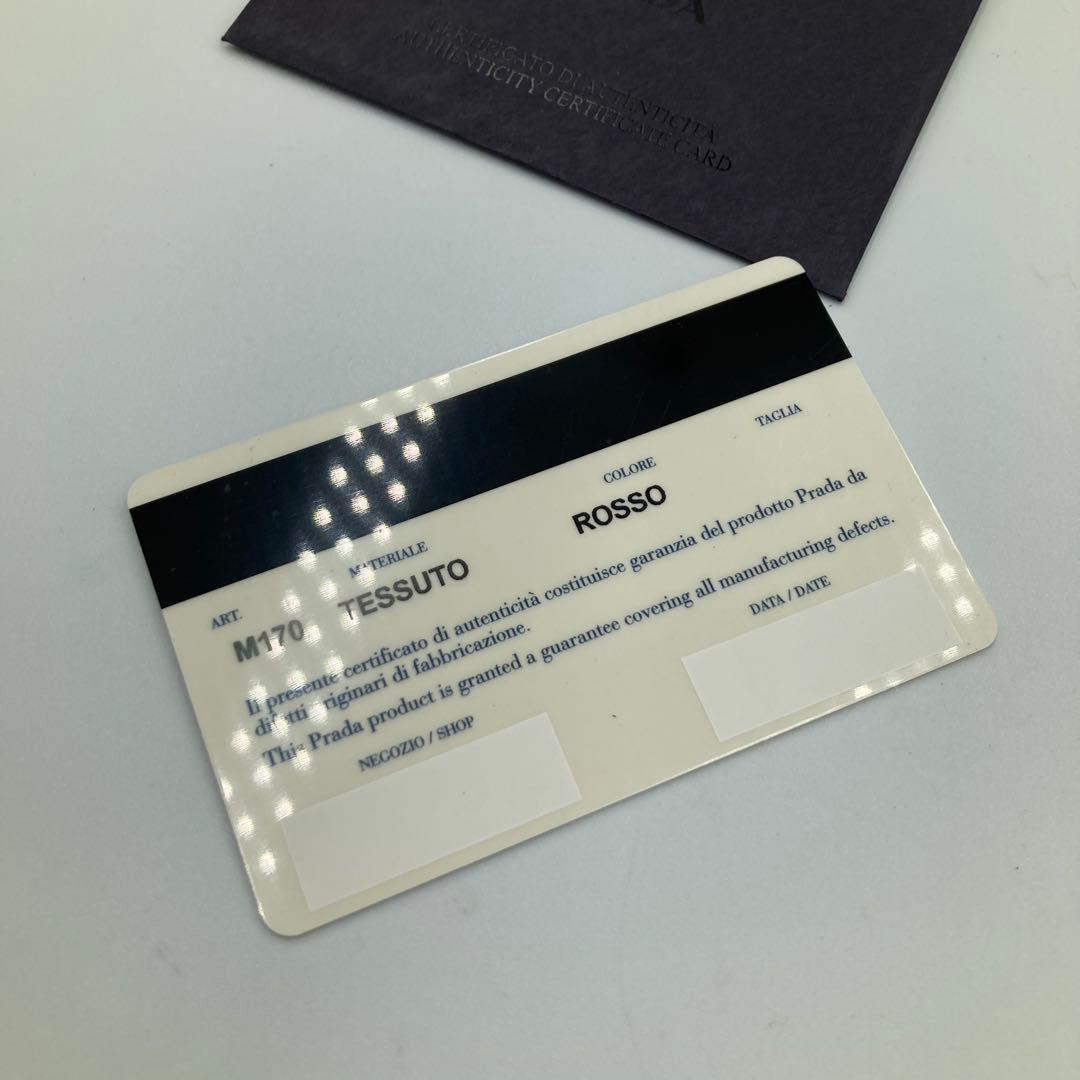 CERTIFICATO DI AUTENTICITÀ
AUTHENTICITY CERTIFICATE CARD
ART.
MATERIALE
COLORE
TAGLIA
M170
TESSUTO
ROSSO
Il presente certificato di autenticità costituisce garanzia del prodotto Prada da
difetti originari di fabbricazione.
This Prada product is granted a guarantee covering all manufacturing defects.
NEGOZIO / SHOP
DATA / DATE